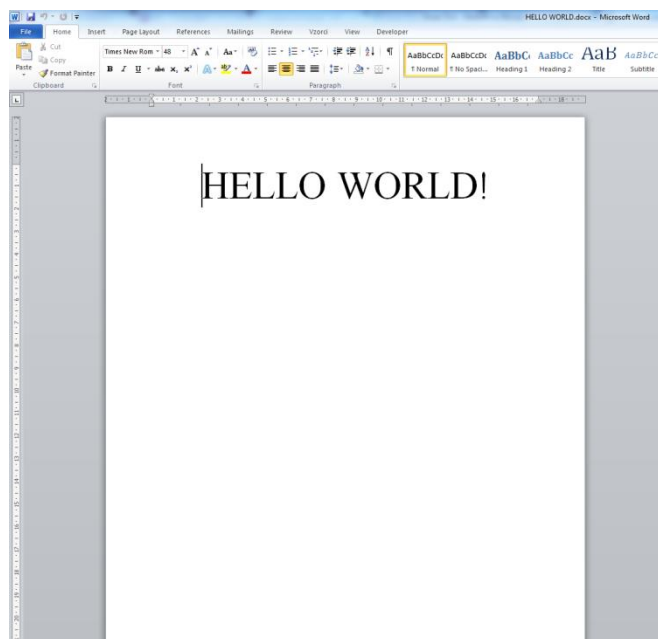 HELLO WORLD.docx - Microsoft Word
File Home Insert Page Layout References Mailings Review Vzorci View Developer
Cut
Copy
Format Painter
Paste
Times New Rom 48
AaBbCcDc AaBbCcDc AaBbC AaBbCc AaB AaBbCc
¶ Normal ¶ No Spaci... Heading 1 Heading 2 Title Subtitle
Clipboard Font Paragraph
HELLO WORLD!